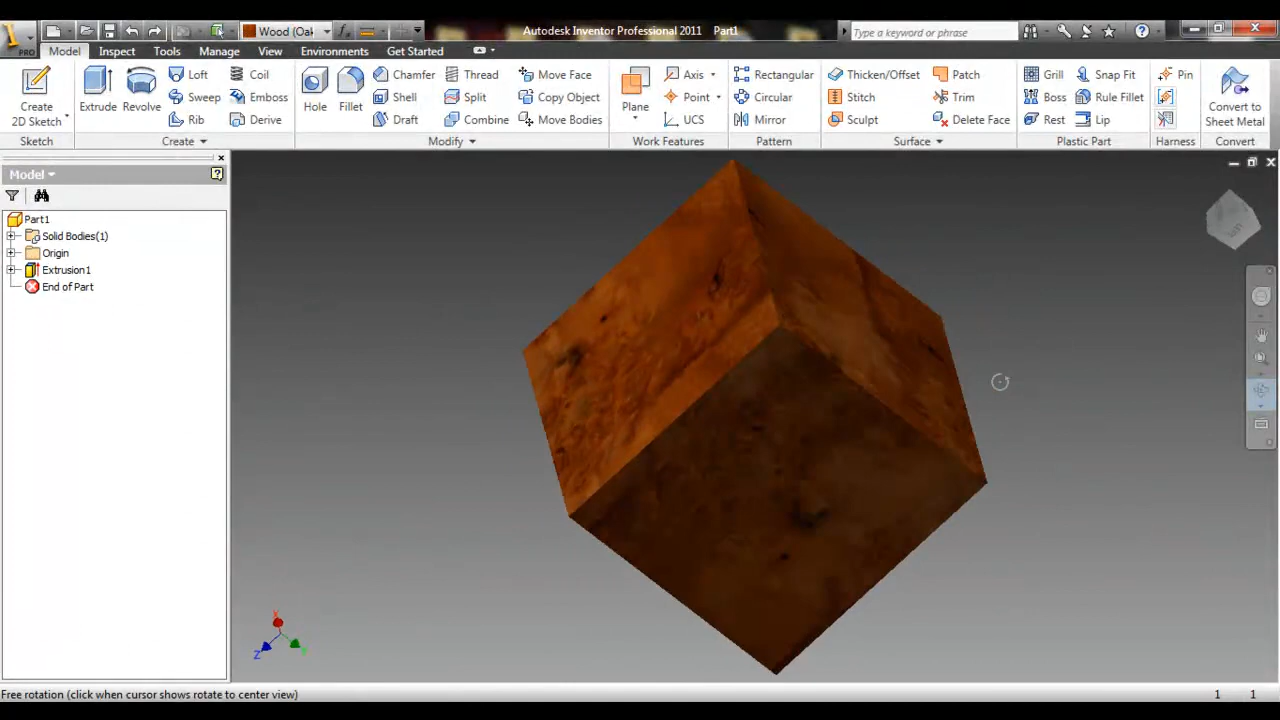 PRO
Wood (Oak
Autodesk Inventor Professional 2011 Part1
Type a keyword or phrase
Model Inspect Tools Manage View Environments Get Started
Create 2D Sketch
Extrude
Revolve
Loft
Sweep
Rib
Coil
Emboss
Derive
Hole
Fillet
Chamfer
Shell
Draft
Thread
Split
Combine
Move Face
Copy Object
Move Bodies
Plane
Axis
Point
UCS
Rectangular
Circular
Mirror
Thicken/Offset
Stitch
Sculpt
Patch
Trim
Delete Face
Grill
Boss
Rest
Snap Fit
Rule Fillet
Lip
Pin
Convert to Sheet Metal
Sketch Create Modify Work Features Pattern Surface Plastic Part Harness Convert
Model
Part1
Solid Bodies(1)
Origin
Extrusion1
End of Part
X
Z
Y
Free rotation (click when cursor shows rotate to center view)
1 1